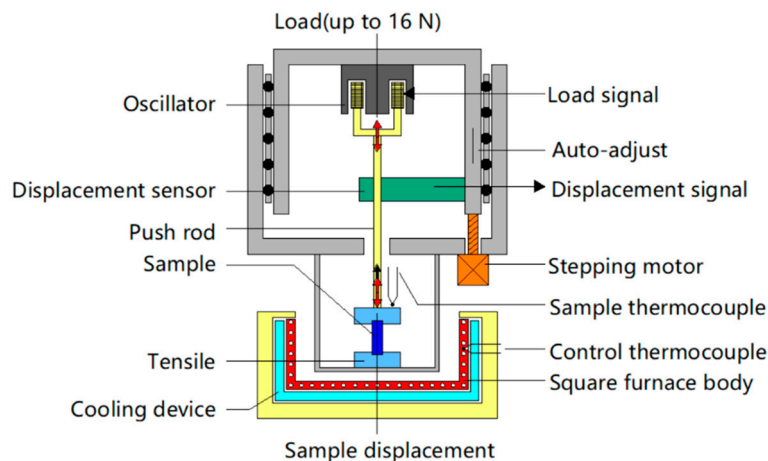 Load(up to 16 N)
Oscillator
Load signal
Auto-adjust
Displacement sensor
Displacement signal
Push rod
Sample
Stepping motor
Sample thermocouple
Tensile
Control thermocouple
Square furnace body
Cooling device
Sample displacement